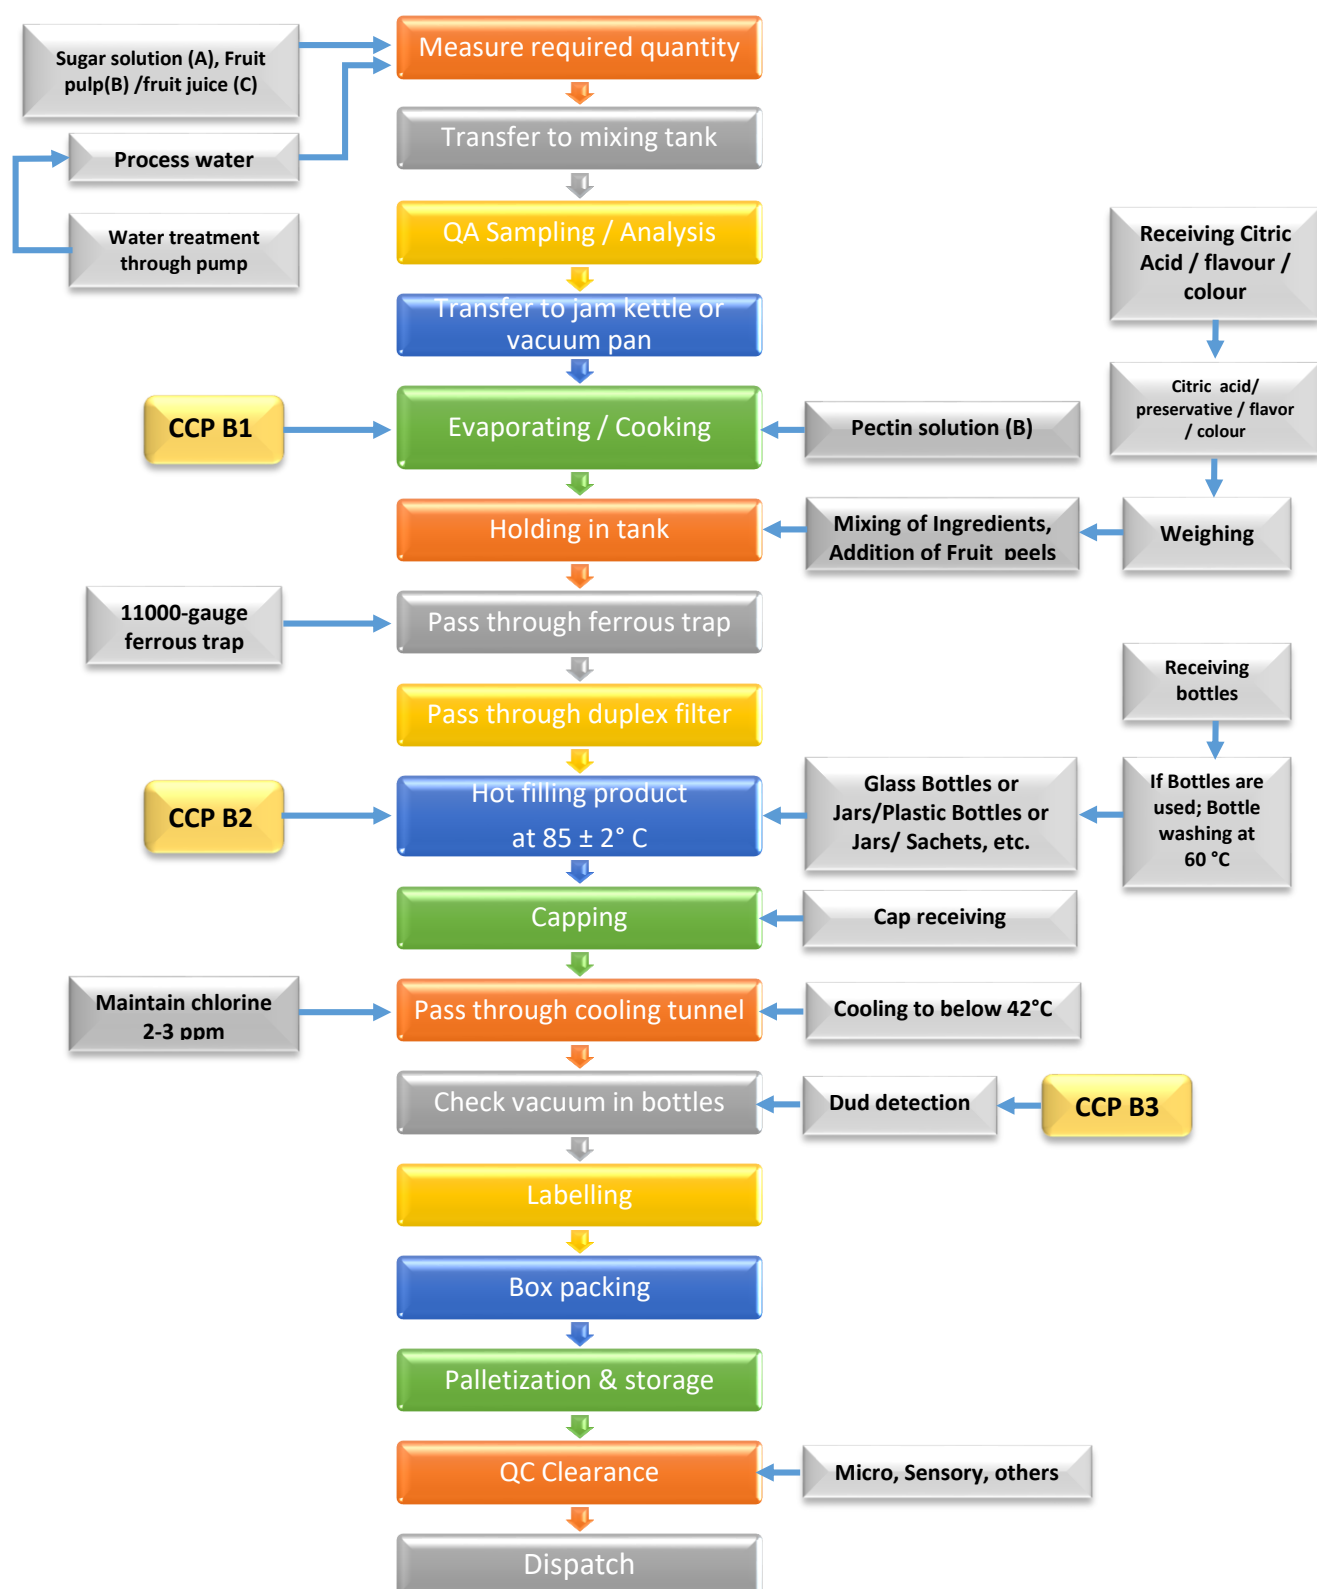 Sugar solution (A), Fruit
pulp(B) /fruit juice (C)
Measure required quantity
Process water
Transfer to mixing tank
Water treatment
through pump
QA Sampling / Analysis
Receiving Citric
Acid / flavour /
colour
Transfer to jam kettle or
vacuum pan
CCP B1
Evaporating / Cooking
Pectin solution (B)
Citric acid/
preservative / flavor
/ colour
Holding in tank
Mixing of Ingredients,
Addition of Fruit peels
Weighing
11000-gauge
ferrous trap
Pass through ferrous trap
Receiving
bottles
Pass through duplex filter
CCP B2
Hot filling product
at 85 ± 2° C
Glass Bottles or
Jars/Plastic Bottles or
Jars/ Sachets, etc.
If Bottles are
used; Bottle
washing at
60 °C
Capping
Cap receiving
Maintain chlorine
2-3 ppm
Pass through cooling tunnel
Cooling to below 42°C
Check vacuum in bottles
Dud detection
CCP B3
Labelling
Box packing
Palletization & storage
QC Clearance
Micro, Sensory, others
Dispatch